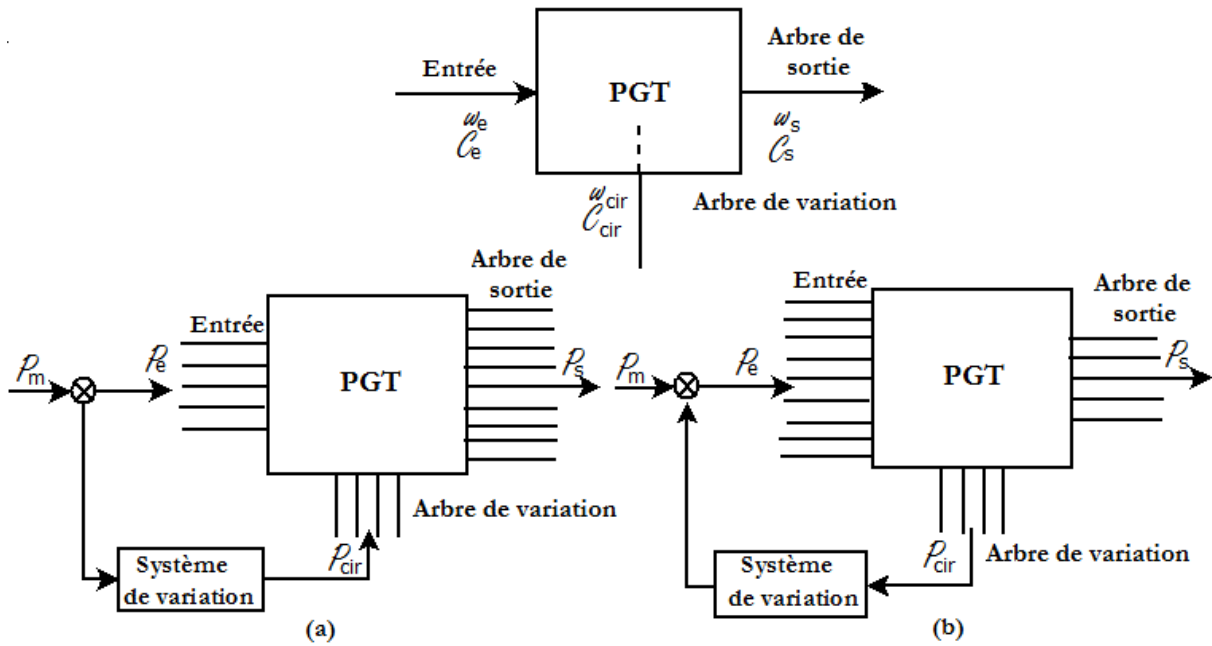 Entrée
ωe
Ce
PGT
Arbre de
sortie
ωs
Cs
ωcir
Ccir
Arbre de variation
Pm
Pe
Entrée
PGT
Arbre de
sortie
Ps
Arbre de variation
Pcir
Système
de variation
(a)
Pm
Pe
Entrée
PGT
Arbre de
sortie
Ps
Arbre de variation
Pcir
Système
de variation
(b)